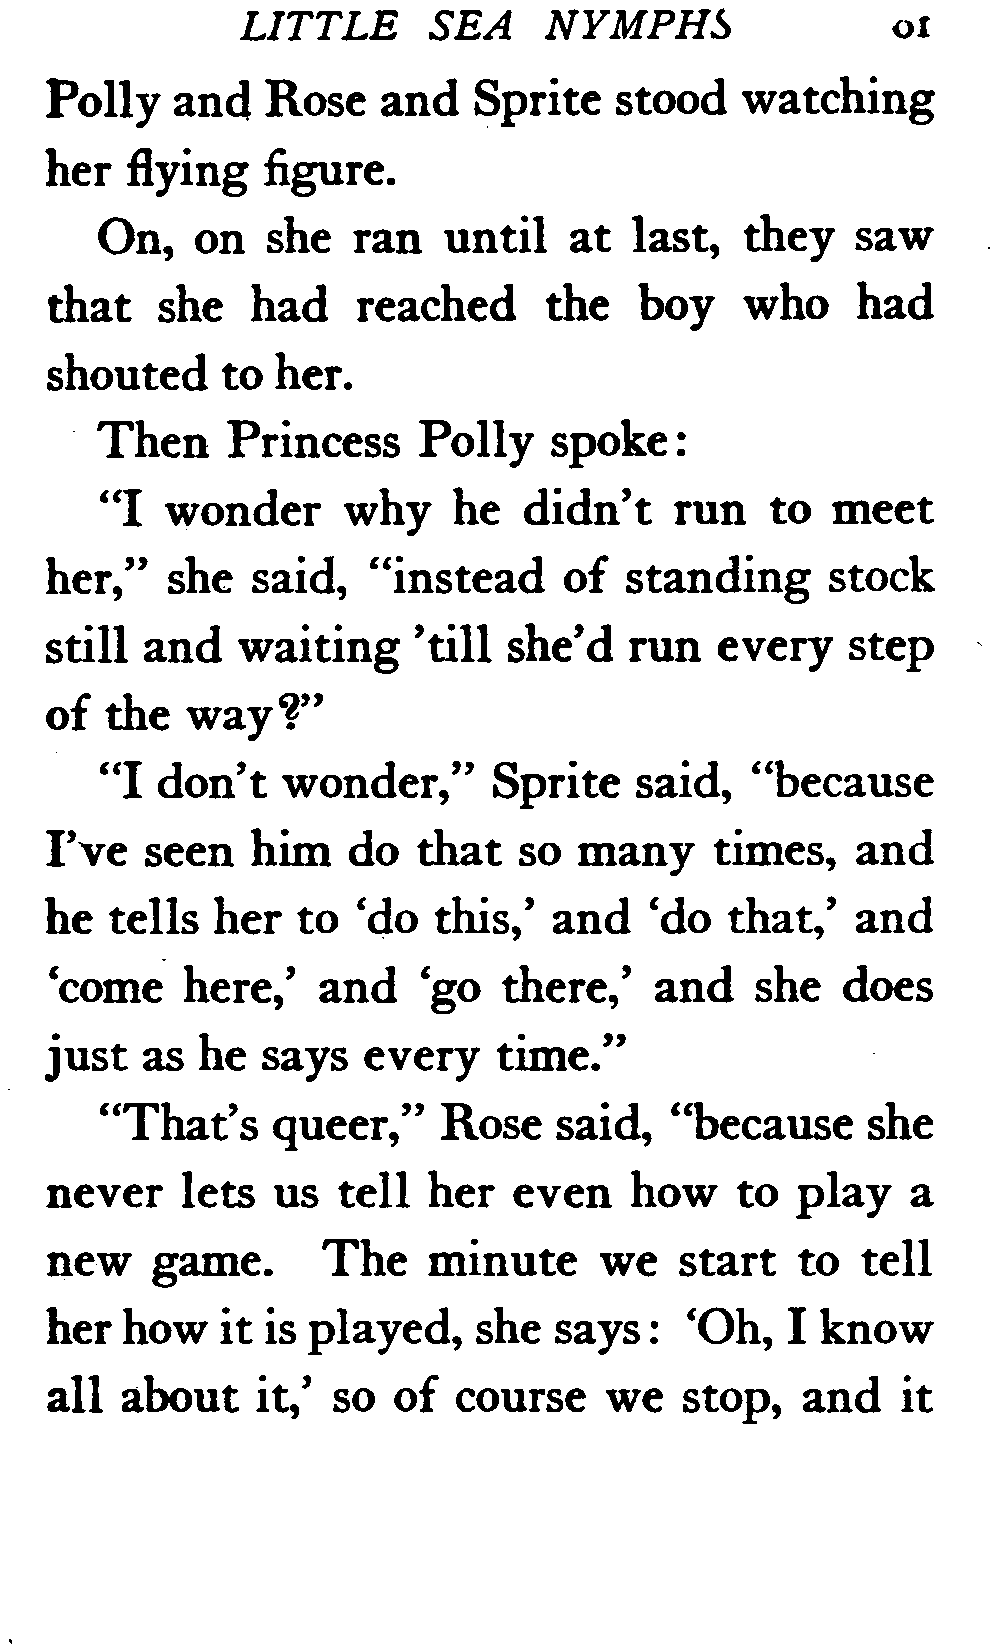 LITTLE SEA NYMPHS 01
Polly and Rose and Sprite stood watching
her flying figure.
On, on she ran until at last, they saw
that she had reached the boy who had
shouted to her.
Then Princess Polly spoke:
"I wonder why he didn't run to meet
her," she said, "instead of standing stock
still and waiting 'till she'd run every step
of the way?"
"I don't wonder," Sprite said, "because
I've seen him do that so many times, and
he tells her to 'do this,' and 'do that,' and
'come here,' and 'go there,' and she does
just as he says every time."
"That's queer," Rose said, "because she
never lets us tell her even how to play a
new game. The minute we start to tell
her how it is played, she says: 'Oh, I know
all about it,' so of course we stop, and it